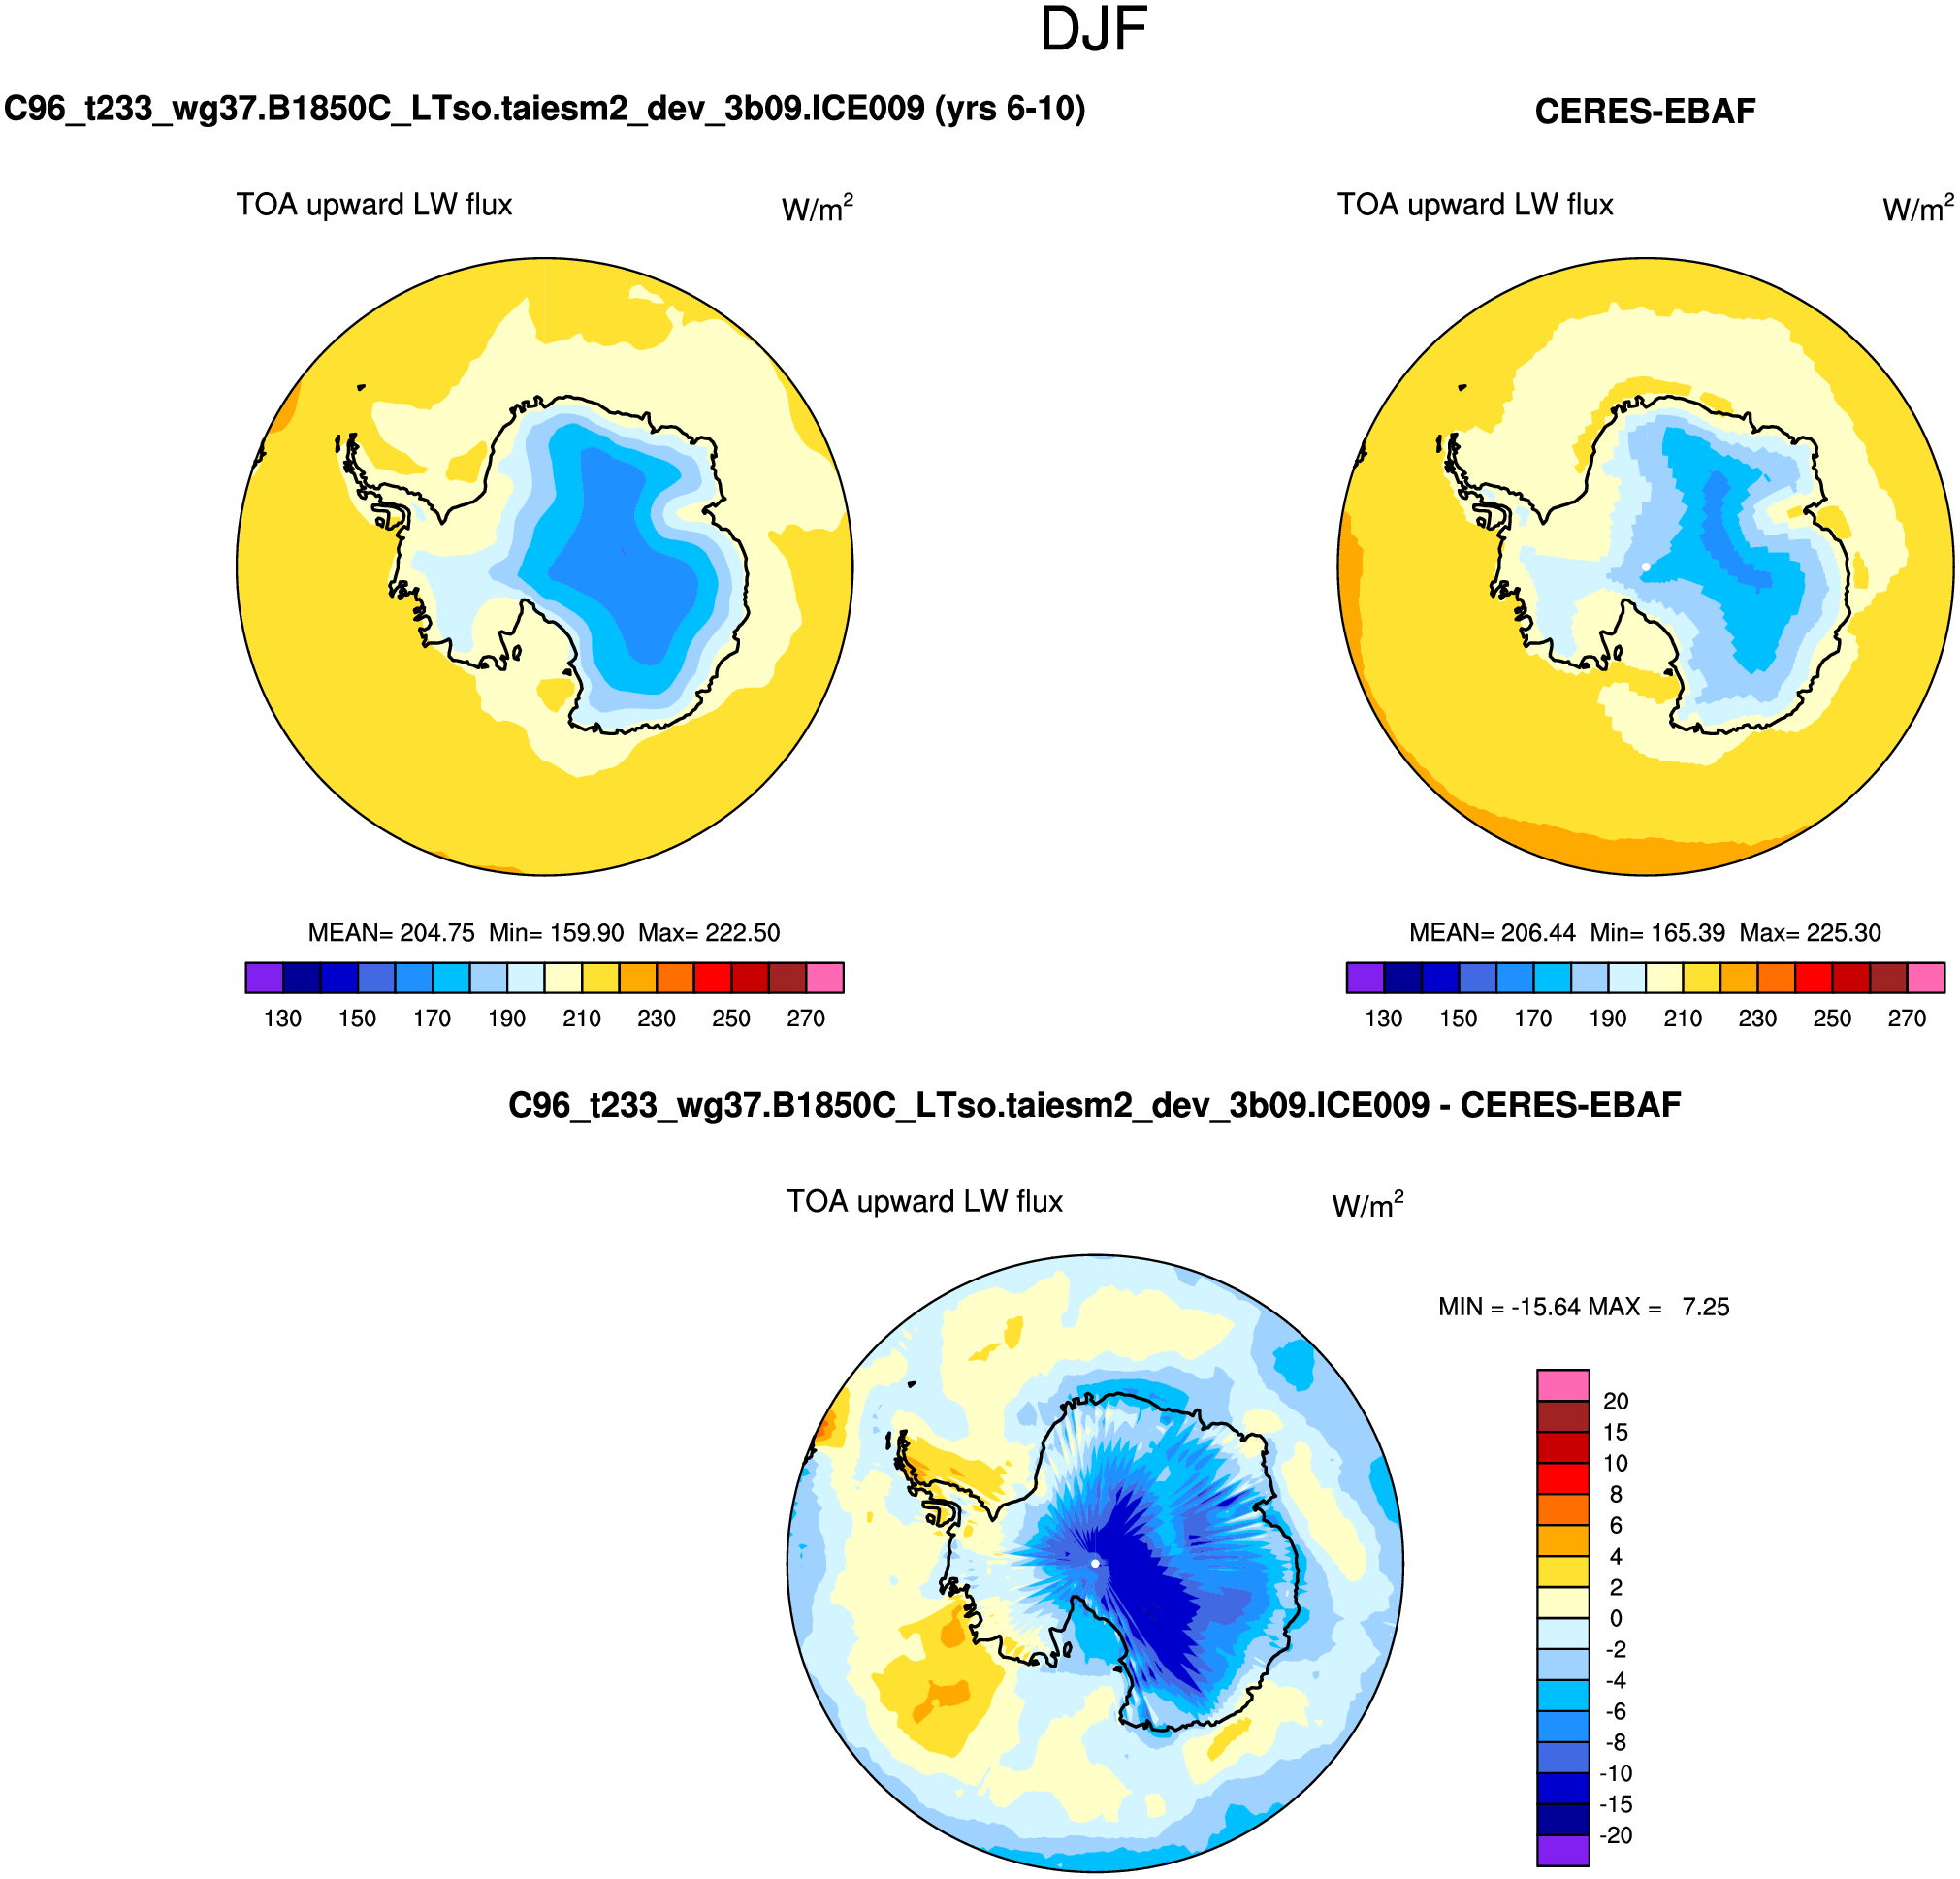 DJF
C96_t233_wg37.B1850C_LTso.taiesm2_dev_3b09.ICE009 (yrs 6-10)
CERES-EBAF
TOA upward LW flux W/m²
TOA upward LW flux W/m²
MEAN= 204.75 Min= 159.90 Max= 222.50
MEAN= 206.44 Min= 165.39 Max= 225.30
130 150 170 190 210 230 250 270
130 150 170 190 210 230 250 270
C96_t233_wg37.B1850C_LTso.taiesm2_dev_3b09.ICE009 - CERES-EBAF
TOA upward LW flux W/m²
MIN = -15.64 MAX = 7.25
20
15
10
8
6
4
2
0
-2
-4
-6
-8
-10
-15
-20